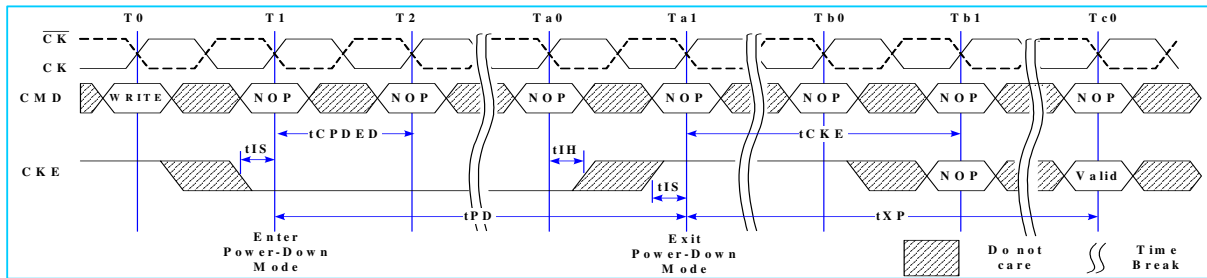 T0 T1 T2 Ta0 Ta1 Tb0 Tb1 Tc0
CK
CK
CMD WRITE NOP NOP NOP NOP NOP NOP NOP
tCPDED tCKE
tIS tIH
CKE NOP Valid
tIS
tPD tXP
Enter
Power-Down
Mode
Exit
Power-Down
Mode
Do not
care
Time
Break